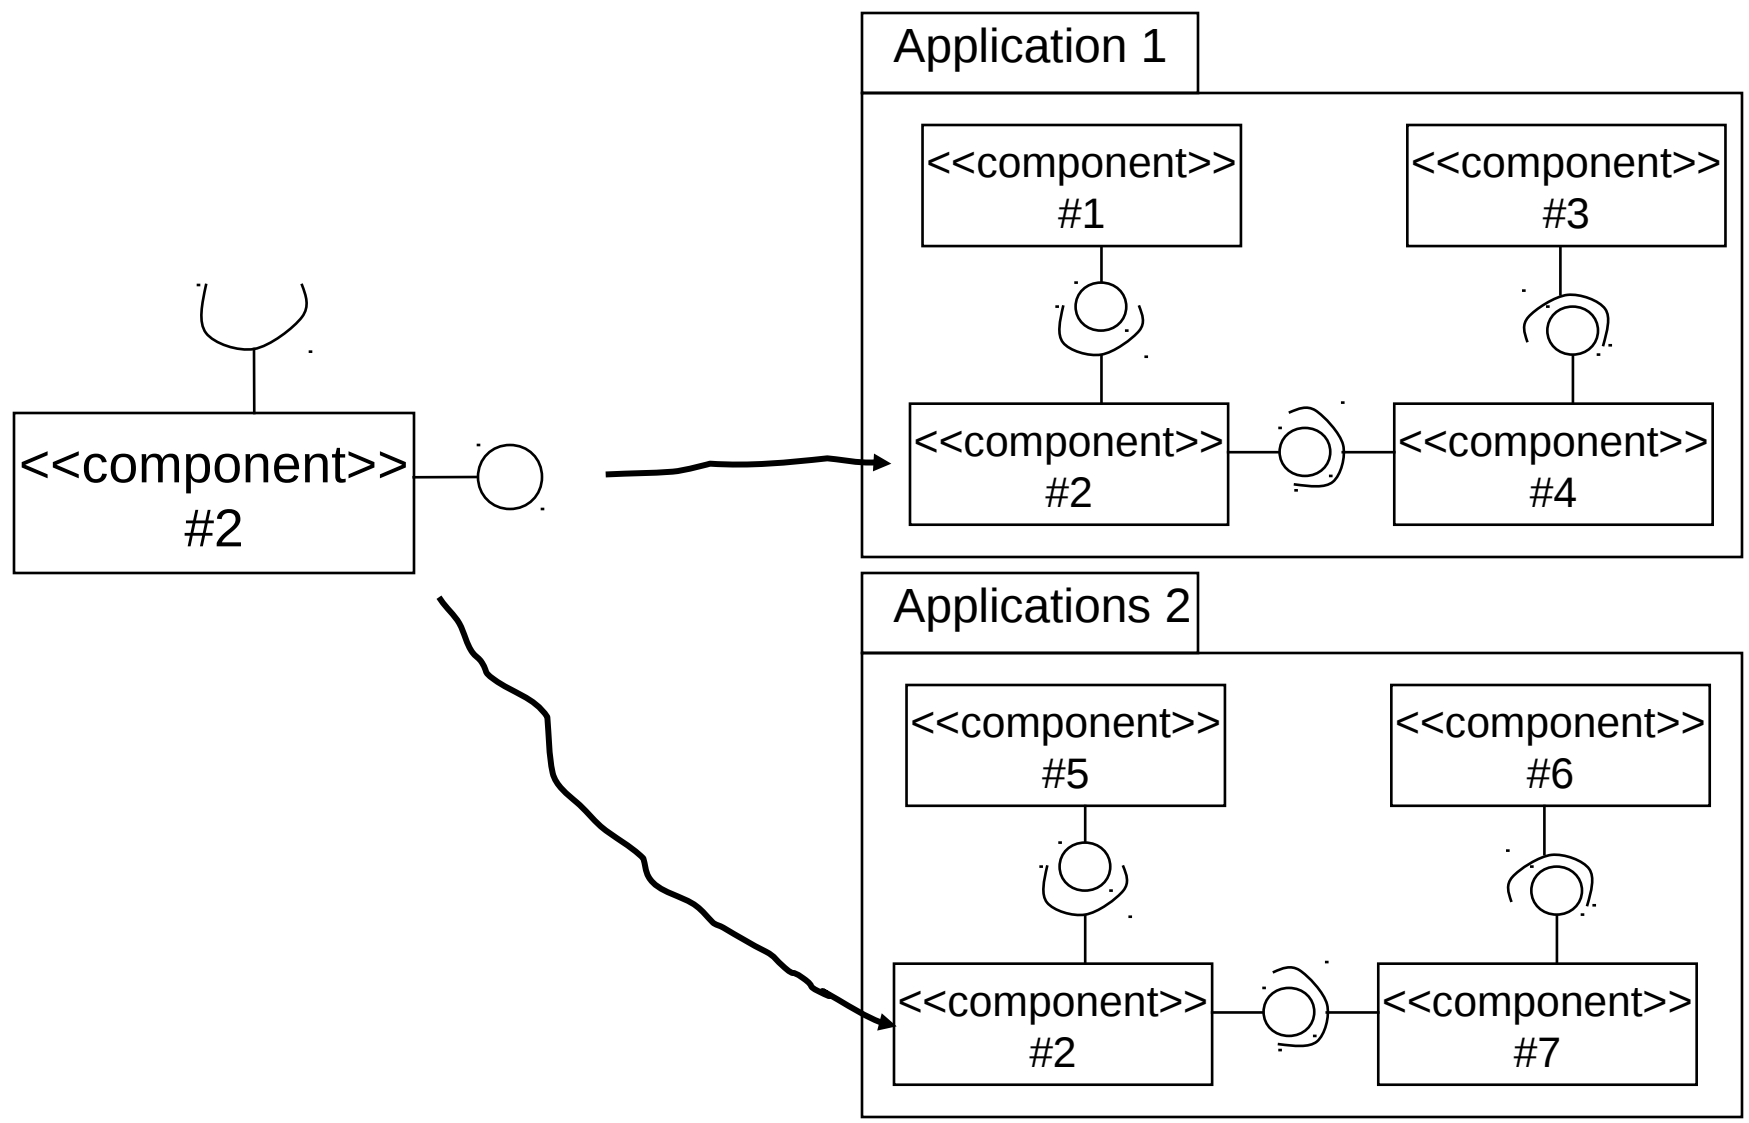 Application 1
<<component>>
#1
<<component>>
#3
<<component>>
#2
<<component>>
#2
<<component>>
#4
Applications 2
<<component>>
#5
<<component>>
#6
<<component>>
#2
<<component>>
#7